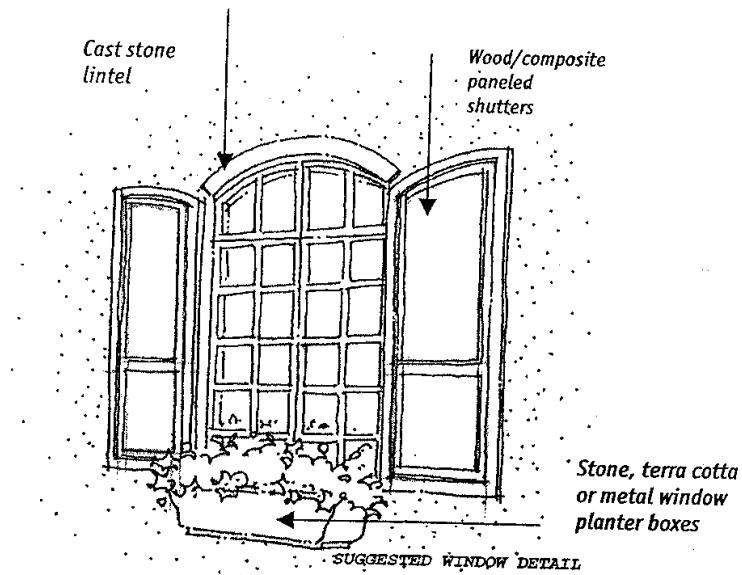 Cast stone
lintel
Wood/composite
paneled
shutters
Stone, terra cotta
or metal window
planter boxes
SUGGESTED WINDOW DETAIL